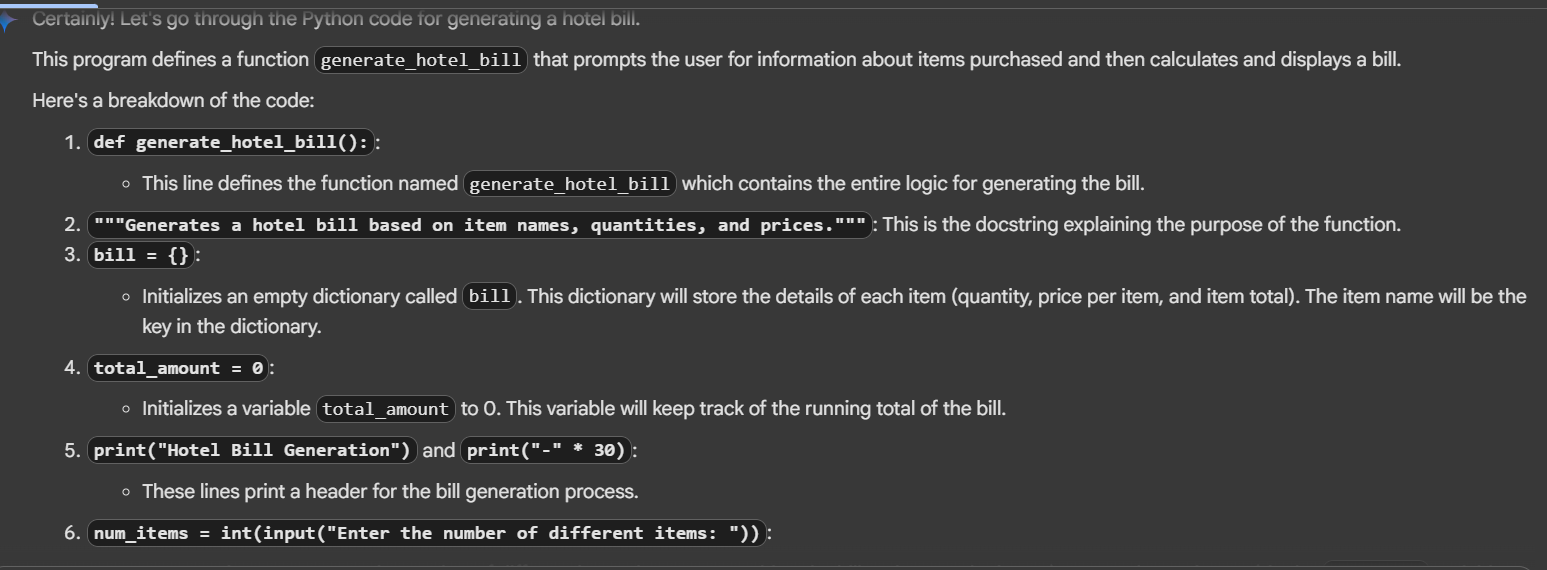 Certainly! Let's go through the Python code for generating a hotel bill.
This program defines a function generate_hotel_bill that prompts the user for information about items purchased and then calculates and displays a bill.
Here's a breakdown of the code:
1. def generate_hotel_bill()::
◦ This line defines the function named generate_hotel_bill which contains the entire logic for generating the bill.
2. """Generates a hotel bill based on item names, quantities, and prices.""": This is the docstring explaining the purpose of the function.
3. bill = {}:
◦ Initializes an empty dictionary called bill. This dictionary will store the details of each item (quantity, price per item, and item total). The item name will be the
key in the dictionary.
4. total_amount = 0:
◦ Initializes a variable total_amount to 0. This variable will keep track of the running total of the bill.
5. print("Hotel Bill Generation") and print("-" * 30):
◦ These lines print a header for the bill generation process.
6. num_items = int(input("Enter the number of different items: ")):